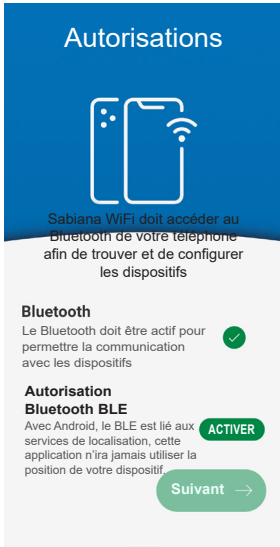 Autorisations
Sabiana WiFi doit accéder au
Bluetooth de votre téléphone
afin de trouver et de configurer
les dispositifs
Bluetooth
Le Bluetooth doit être actif pour
permettre la communication
avec les dispositifs
Autorisation
Bluetooth BLE
Avec Android, le BLE est lié aux
services de localisation, cette
application n'ira jamais utiliser la
position de votre dispositif.
ACTIVER
Suivant →